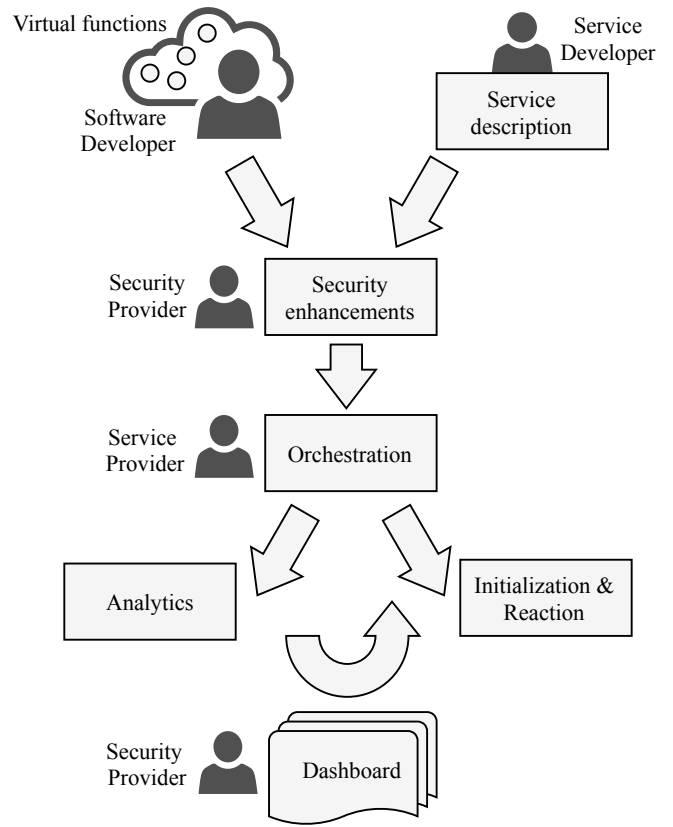 Virtual functions
Service
Developer
Software
Developer
Service
description
Security
Provider
Security
enhancements
Service
Provider
Orchestration
Analytics
Initialization &
Reaction
Security
Provider
Dashboard